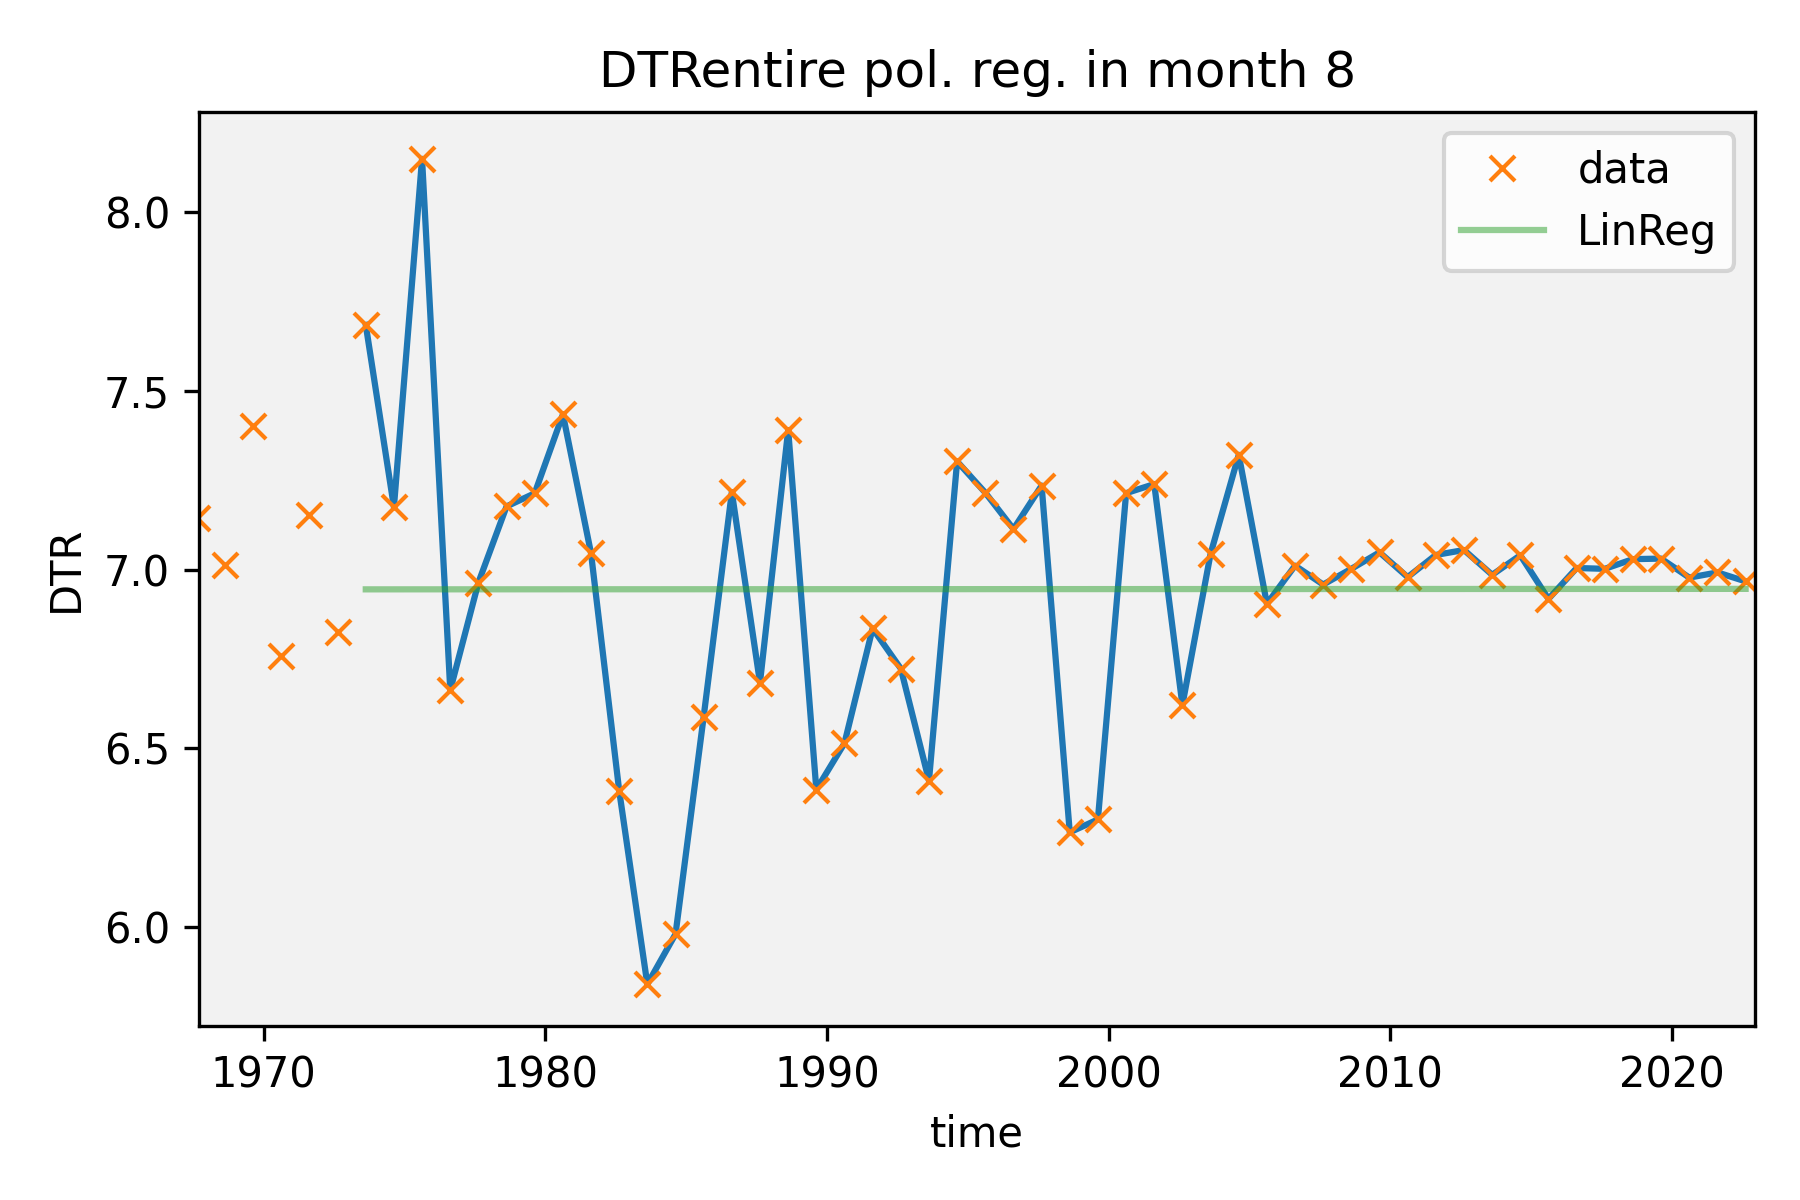 DTRentire pol. reg. in month 8
data
LinReg
8.0
7.5
7.0
6.5
6.0
DTR
1970 1980 1990 2000 2010 2020
time